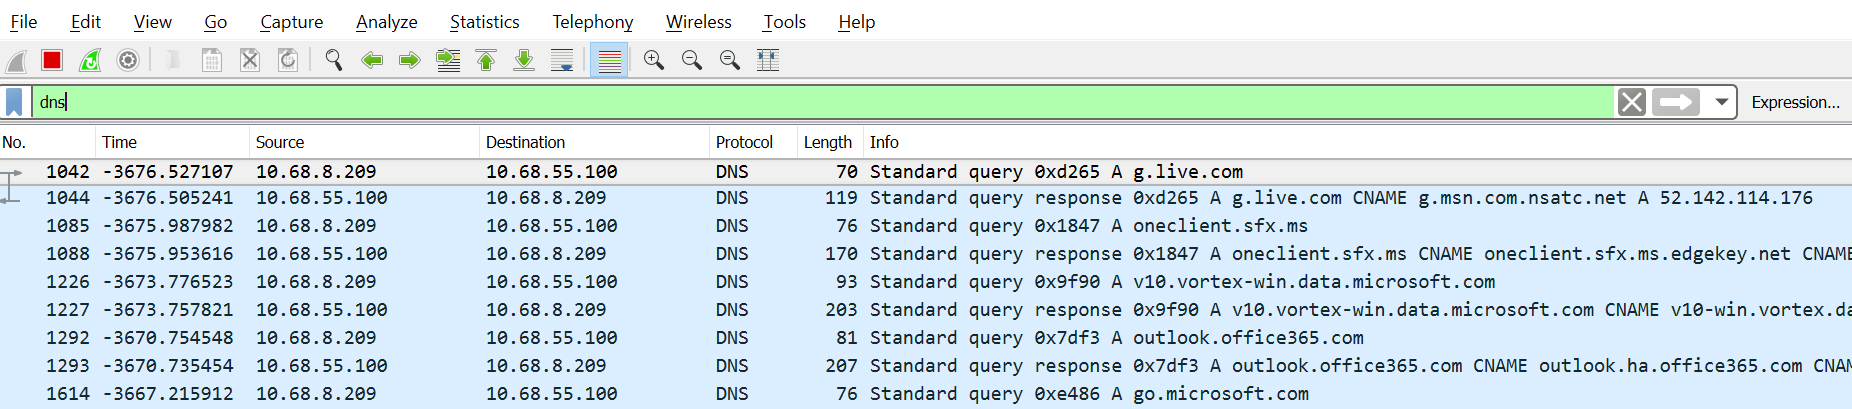 File Edit View Go Capture Analyze Statistics Telephony Wireless Tools Help
dns Expression...
No. Time Source Destination Protocol Length Info
1042 -3676.527107 10.68.8.209 10.68.55.100 DNS 70 Standard query 0xd265 A g.live.com
1044 -3676.505241 10.68.55.100 10.68.8.209 DNS 119 Standard query response 0xd265 A g.live.com CNAME g.msn.com.nsatc.net A 52.142.114.176
1085 -3675.987982 10.68.8.209 10.68.55.100 DNS 76 Standard query 0x1847 A oneclient.sfx.ms
1088 -3675.953616 10.68.55.100 10.68.8.209 DNS 170 Standard query response 0x1847 A oneclient.sfx.ms CNAME oneclient.sfx.ms.edgekey.net CNAME
1226 -3673.776523 10.68.8.209 10.68.55.100 DNS 93 Standard query 0x9f90 A v10.vortex-win.data.microsoft.com
1227 -3673.757821 10.68.55.100 10.68.8.209 DNS 203 Standard query response 0x9f90 A v10.vortex-win.data.microsoft.com CNAME v10-win.vortex.da
1292 -3670.754548 10.68.8.209 10.68.55.100 DNS 81 Standard query 0x7df3 A outlook.office365.com
1293 -3670.735454 10.68.55.100 10.68.8.209 DNS 207 Standard query response 0x7df3 A outlook.office365.com CNAME outlook.ha.office365.com CNA
1614 -3667.215912 10.68.8.209 10.68.55.100 DNS 76 Standard query 0xe486 A go.microsoft.com